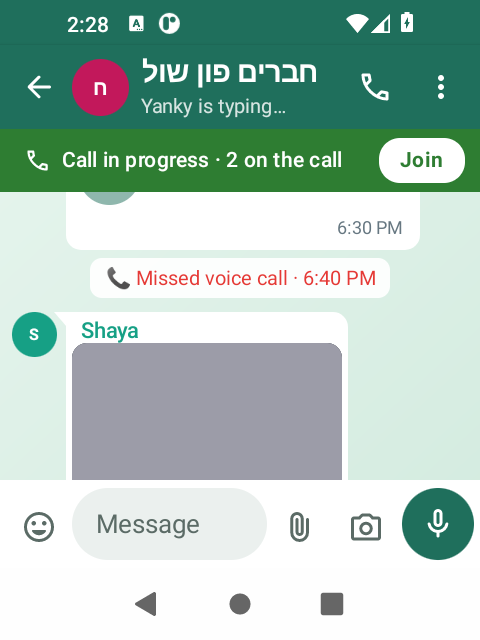 2:28 A
ח
חברים פון שול
Yanky is typing…
Call in progress · 2 on the call
Join
6:30 PM
Missed voice call · 6:40 PM
S
Shaya
Message